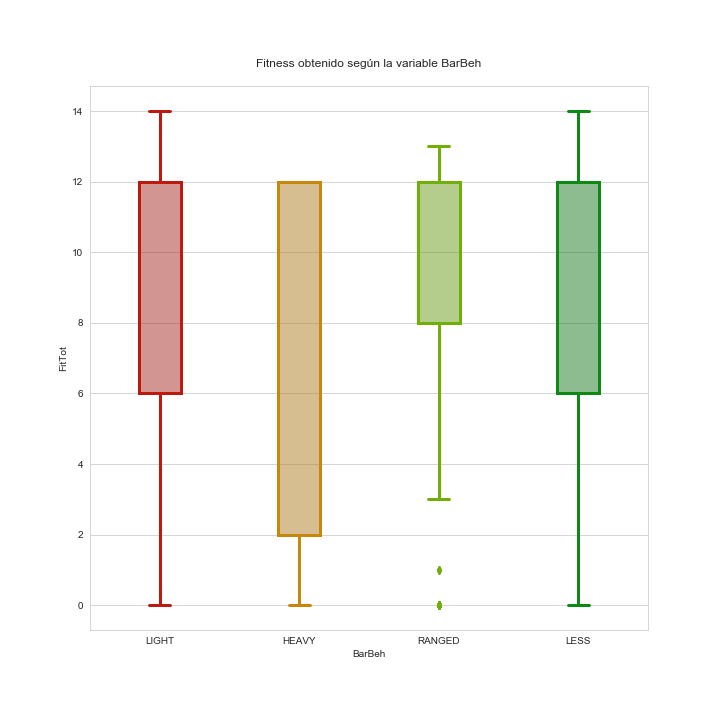 Fitness obtenido según la variable BarBeh
14
12
10
8
6
4
2
0
FitTot
LIGHT HEAVY RANGED LESS
BarBeh